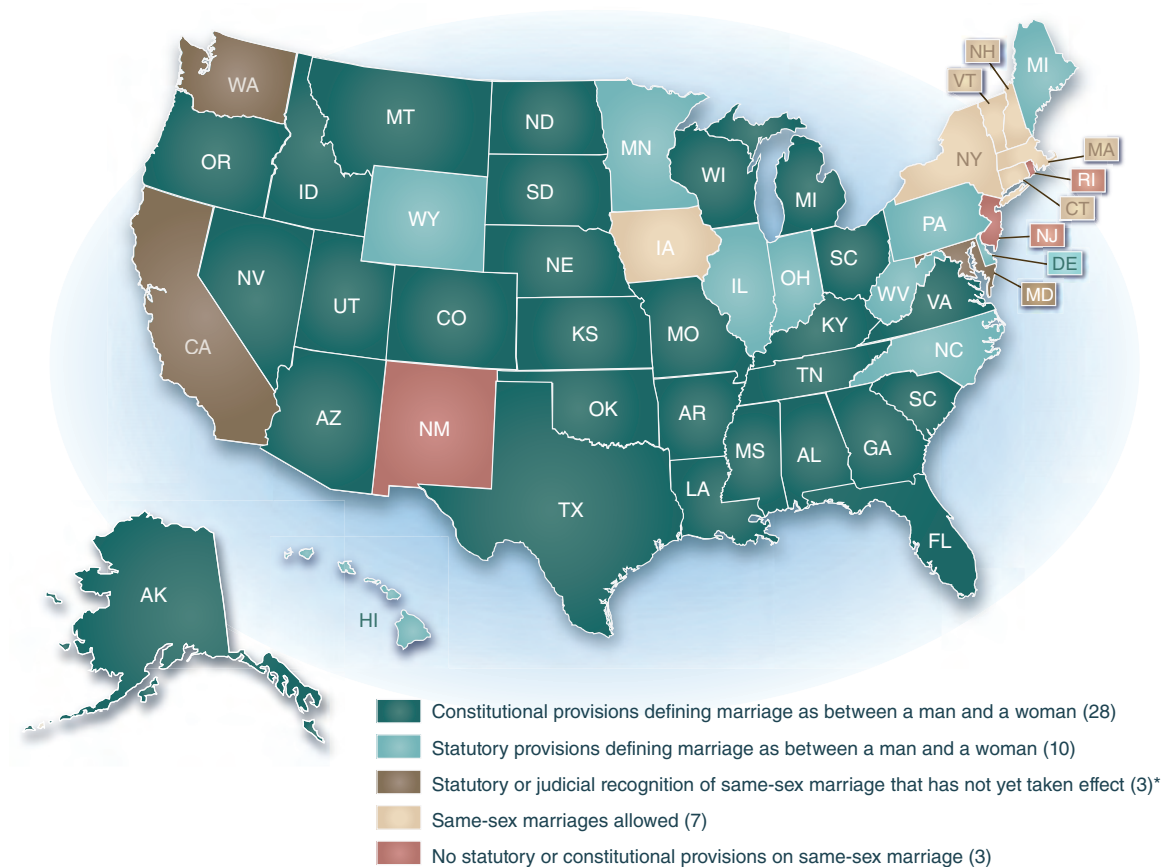 NH
VT
MI
WA
MT
ND
MN
OR
ID
WY
SD
WI
MI
NY
MA
RI
CT
PA
NJ
DE
MD
NV
UT
CO
NE
KS
IA
IL
OH
SC
WV
VA
CA
MO
KY
NC
TN
AZ
NM
OK
AR
SC
MS
AL
GA
TX
LA
FL
AK
HI
Constitutional provisions defining marriage as between a man and a woman (28)
Statutory provisions defining marriage as between a man and a woman (10)
Statutory or judicial recognition of same-sex marriage that has not yet taken effect (3)*
Same-sex marriages allowed (7)
No statutory or constitutional provisions on same-sex marriage (3)